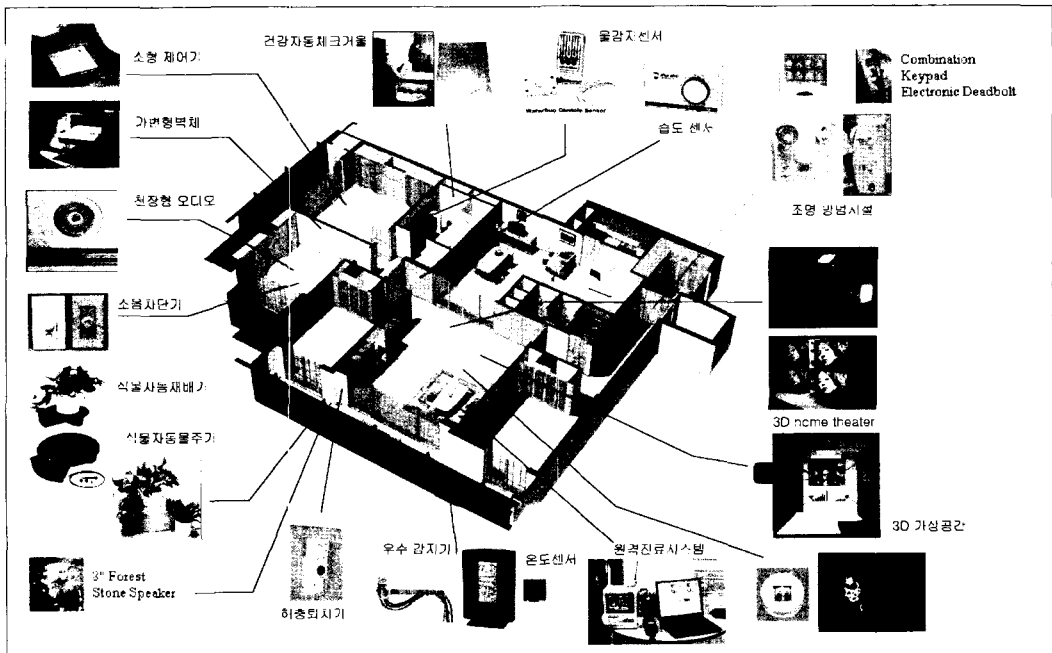 소형 제어기
가변형벽체
천장형 오디오
소음차단기
식물자동재배기
식물자동물주기
3" Forest
Stone Speaker
건강자동체크거울
물감지센서
습도 센서
Combination
Keypad
Electronic Deadbolt
조명 방범시설
3D home theater
3D 가상공간
해충퇴치기
우수 감지기
온도센서
원격진료시스템